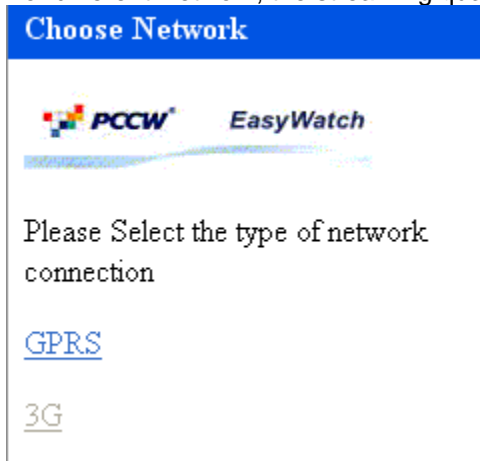 Choose Network
PCCW EasyWatch
Please Select the type of network
connection
GPRS
3G